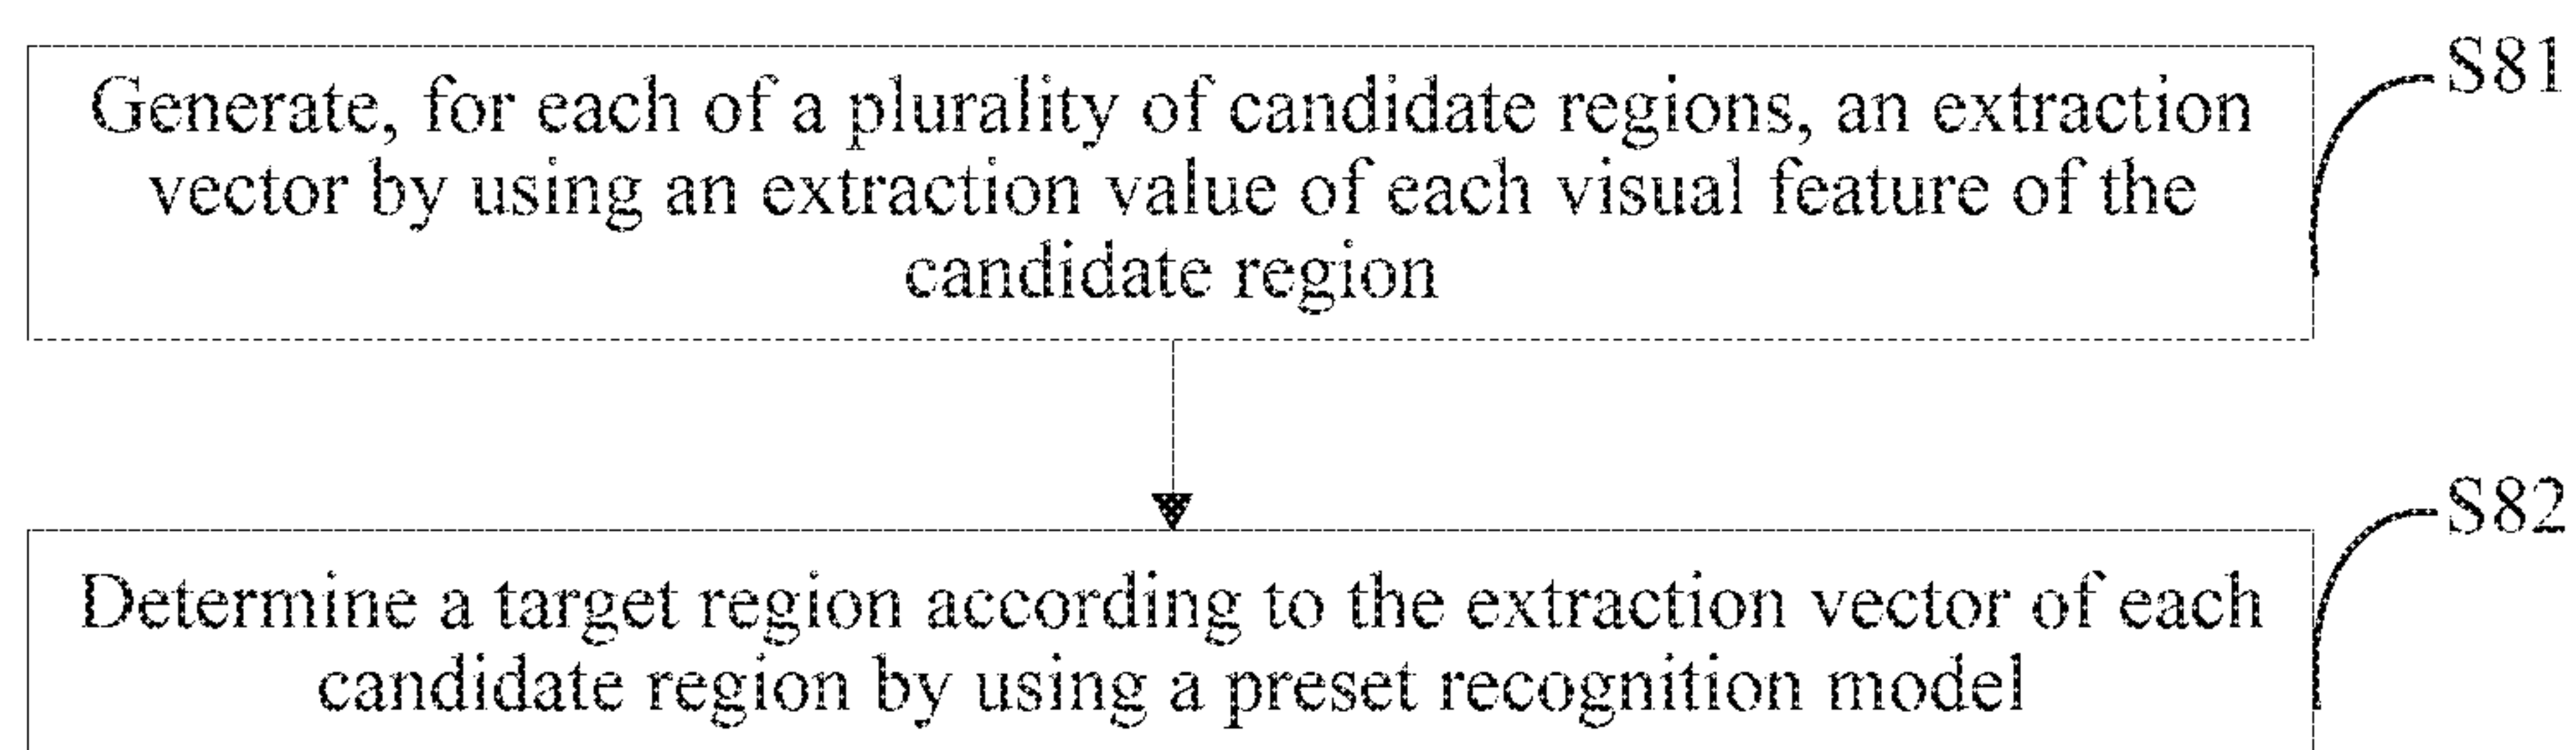 Generate, for each of a plurality of candidate regions, an extraction
vector by using an extraction value of each visual feature of the
candidate region
S81
Determine a target region according to the extraction vector of each
candidate region by using a preset recognition model
S82